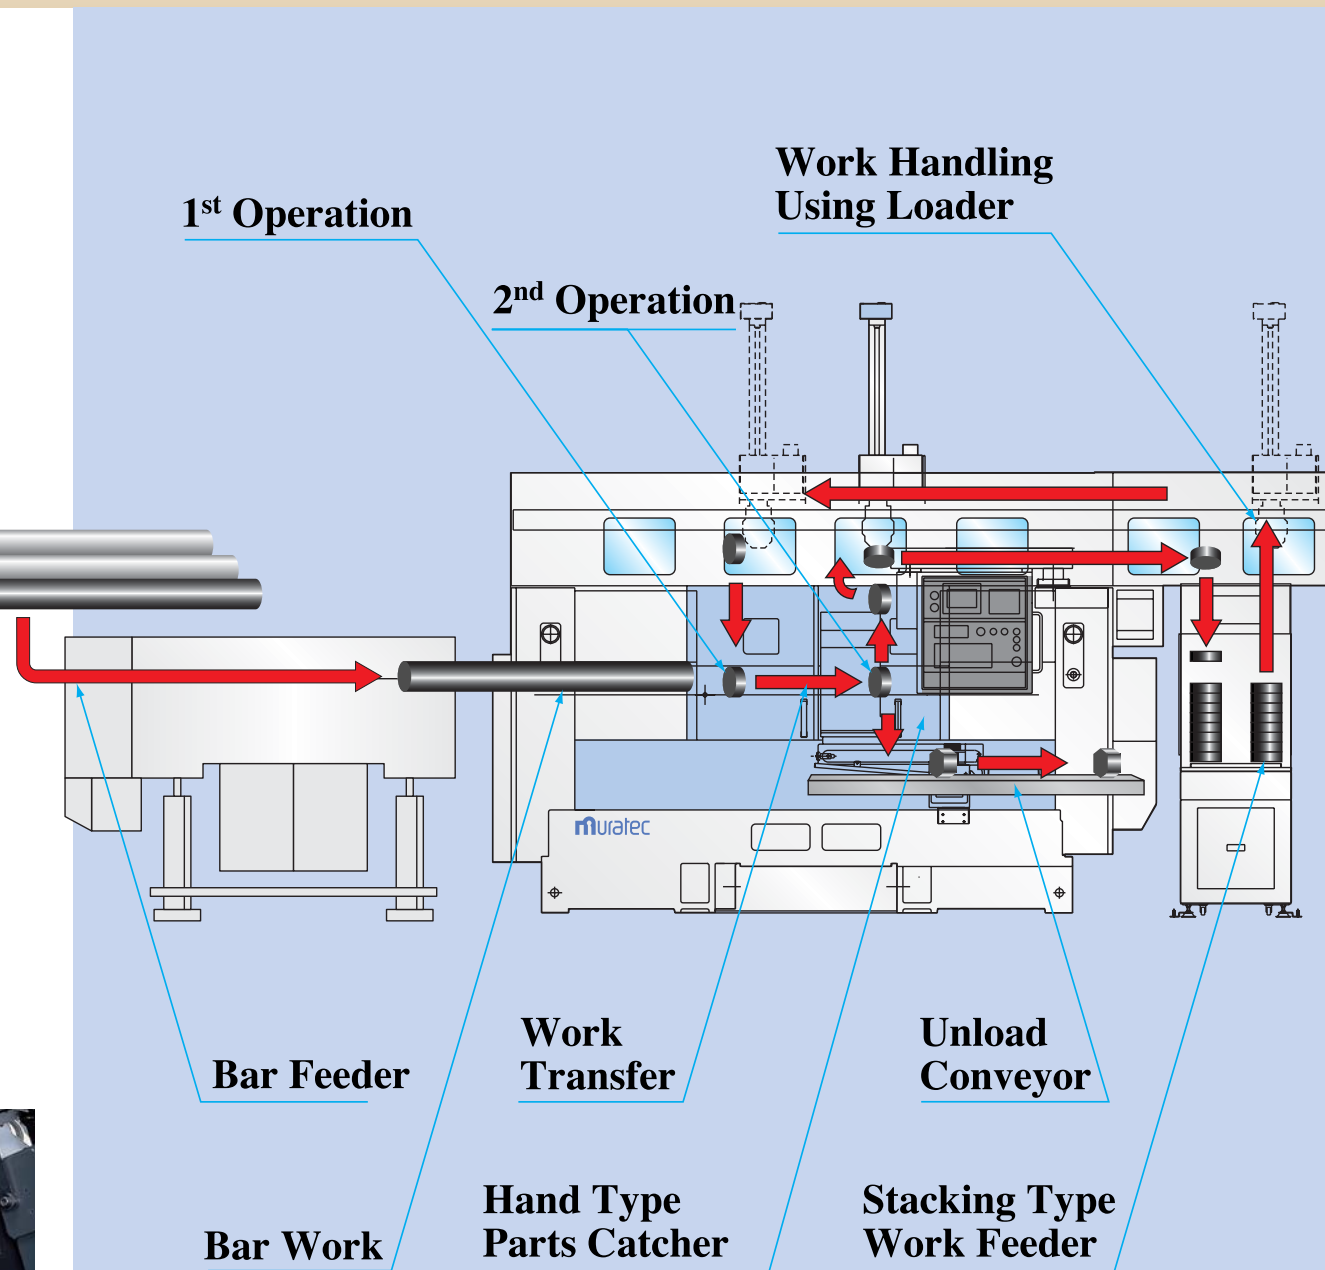 Work Handling
Using Loader
1st Operation
2nd Operation
muratec
Bar Feeder
Work
Transfer
Unload
Conveyor
Bar Work
Hand Type
Parts Catcher
Stacking Type
Work Feeder